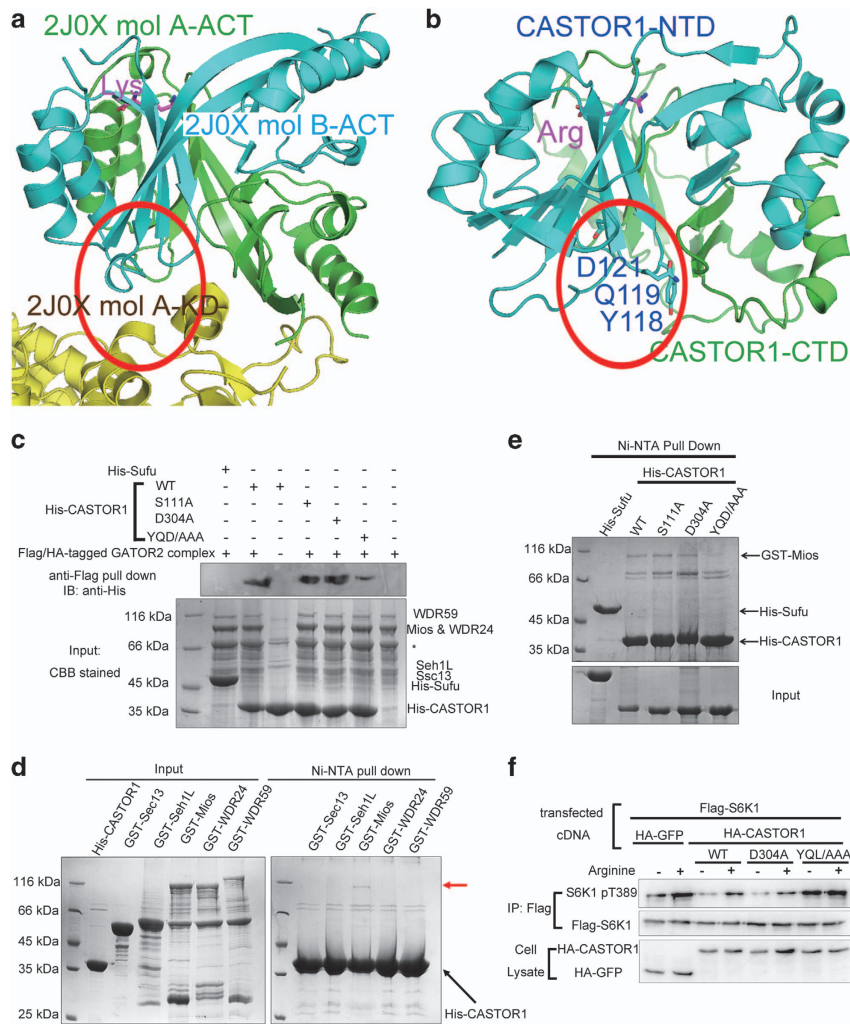 a
2J0X mol A-ACT
Lys
2J0X mol B-ACT
2J0X mol A-KD
b
CASTOR1-NTD
Arg
D121
Q119
Y118
CASTOR1-CTD
c
His-Sufu + - - - - - -
His-CASTOR1
WT - + + - - - -
S111A - - - + - - -
D304A - - - - + - -
YQD/AAA - - - - - + -
Flag/HA-tagged GATOR2 complex + + - + + + +
anti-Flag pull down
IB: anti-His
Input:
CBB stained
116 kDa
66 kDa
45 kDa
35 kDa
WDR59
Mios & WDR24
*
Seh1L
Ssc13
His-Sufu
His-CASTOR1
e
Ni-NTA Pull Down
His-CASTOR1
His-Sufu WT S111A D304A YQD/AAA
116 kDa
66 kDa
45 kDa
35 kDa
GST-Mios
His-Sufu
His-CASTOR1
Input
d
Input
His-CASTOR1 GST-Sec13 GST-Seh1L GST-Mios GST-WDR24 GST-WDR59
Ni-NTA pull down
GST-Sec13 GST-Seh1L GST-Mios GST-WDR24 GST-WDR59
116 kDa
66 kDa
45 kDa
35 kDa
25 kDa
His-CASTOR1
f
transfected
cDNA
Flag-S6K1
HA-GFP HA-CASTOR1
WT D304A YQL/AAA
Arginine - + - + - + - +
IP: Flag
S6K1 pT389
Flag-S6K1
Cell
Lysate
HA-CASTOR1
HA-GFP